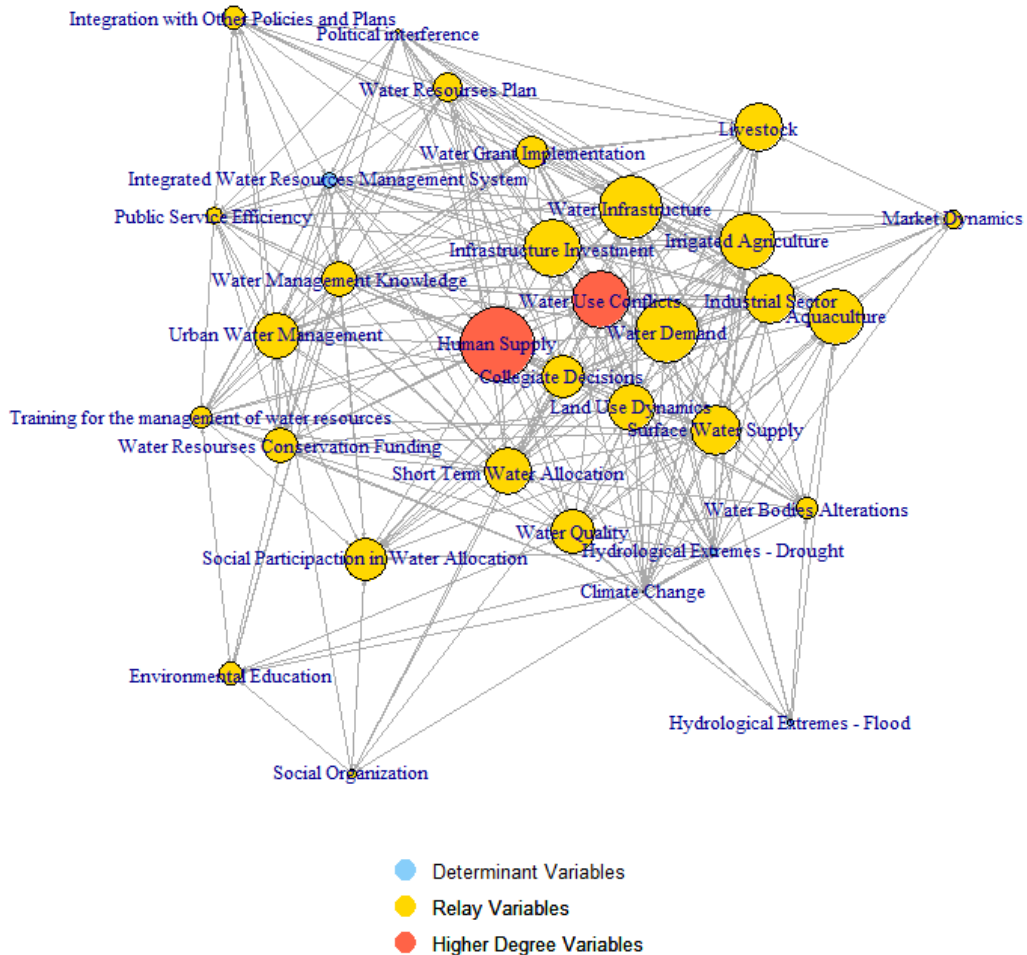 Integration with Other Policies and Plans
Political interference
Water Resourses Plan
Livestock
Water Grant Implementation
Integrated Water Resources Management System
Water Infrastructure
Public Service Efficiency
Market Dynamics
Irrigated Agriculture
Infrastructure Investment
Water Management Knowledge
Water Use Conflicts
Industrial Sector
Aquaculture
Urban Water Management
Water Demand
Human Supply
Collegiate Decisions
Land Use Dynamics
Training for the management of water resources
Surface Water Supply
Water Resourses Conservation Funding
Short Term Water Allocation
Water Bodies Alterations
Water Quality
Hydrological Extremes - Drought
Social Participaction in Water Allocation
Climate Change
Environmental Education
Hydrological Extremes - Flood
Social Organization
Determinant Variables
Relay Variables
Higher Degree Variables